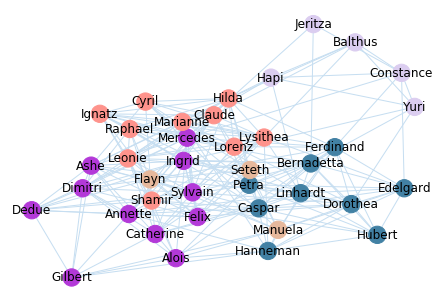 Jeritza
Balthus
Hapi
Constance
Yuri
Hilda
Cyril
Ignatz
Claude
Marianne
Raphael
Mercedes
Lysithea
Lorenz
Ferdinand
Leonie
Ingrid
Bernadetta
Ashe
Seteth
Flayn
Petra
Dimitri
Sylvain
Linhardt
Edelgard
Shamir
Dorothea
Caspar
Dedue
Annette
Felix
Manuela
Catherine
Hubert
Hanneman
Alois
Gilbert